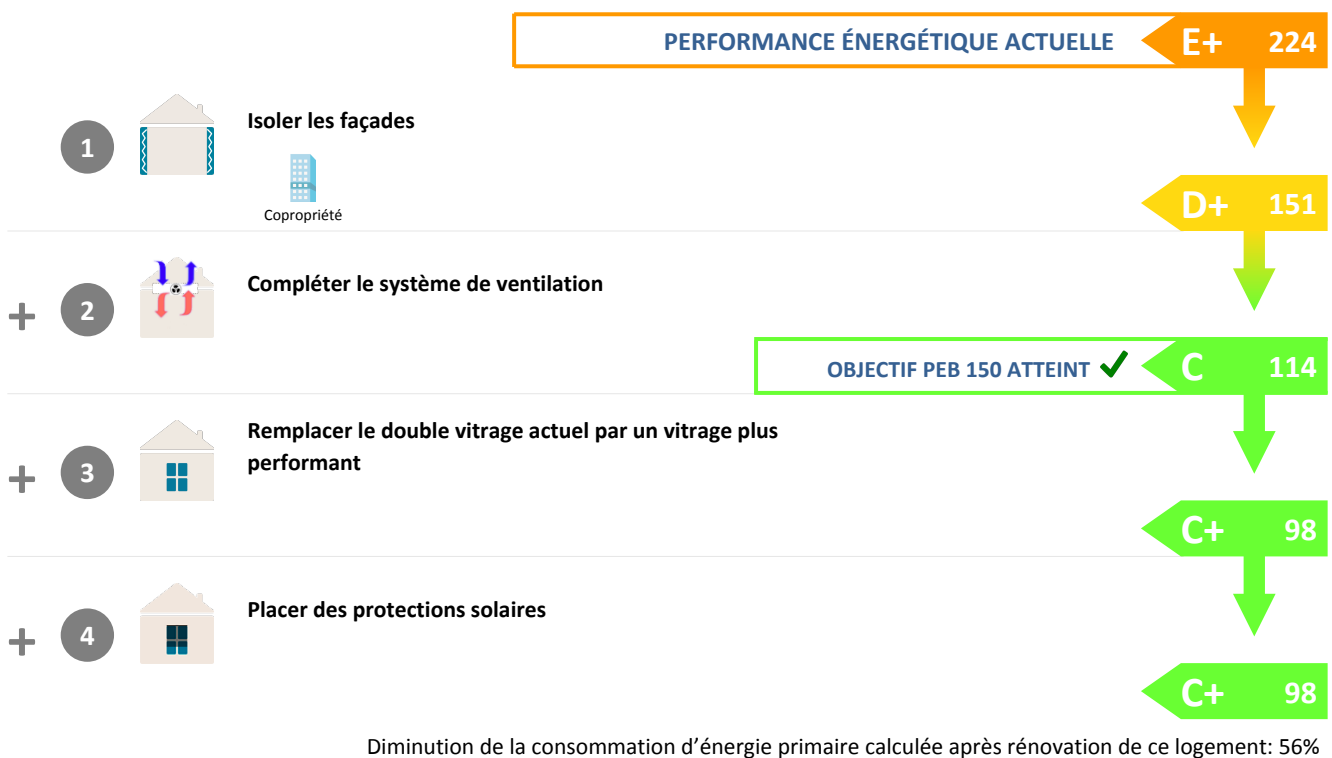 PERFORMANCE ÉNERGÉTIQUE ACTUELLE E+ 224
1 Isoler les façades
Copropriété
D+ 151
+ 2 Compléter le système de ventilation
OBJECTIF PEB 150 ATTEINT ✓ C 114
+ 3 Remplacer le double vitrage actuel par un vitrage plus
performant
C+ 98
+ 4 Placer des protections solaires
C+ 98
Diminution de la consommation d’énergie primaire calculée après rénovation de ce logement: 56%